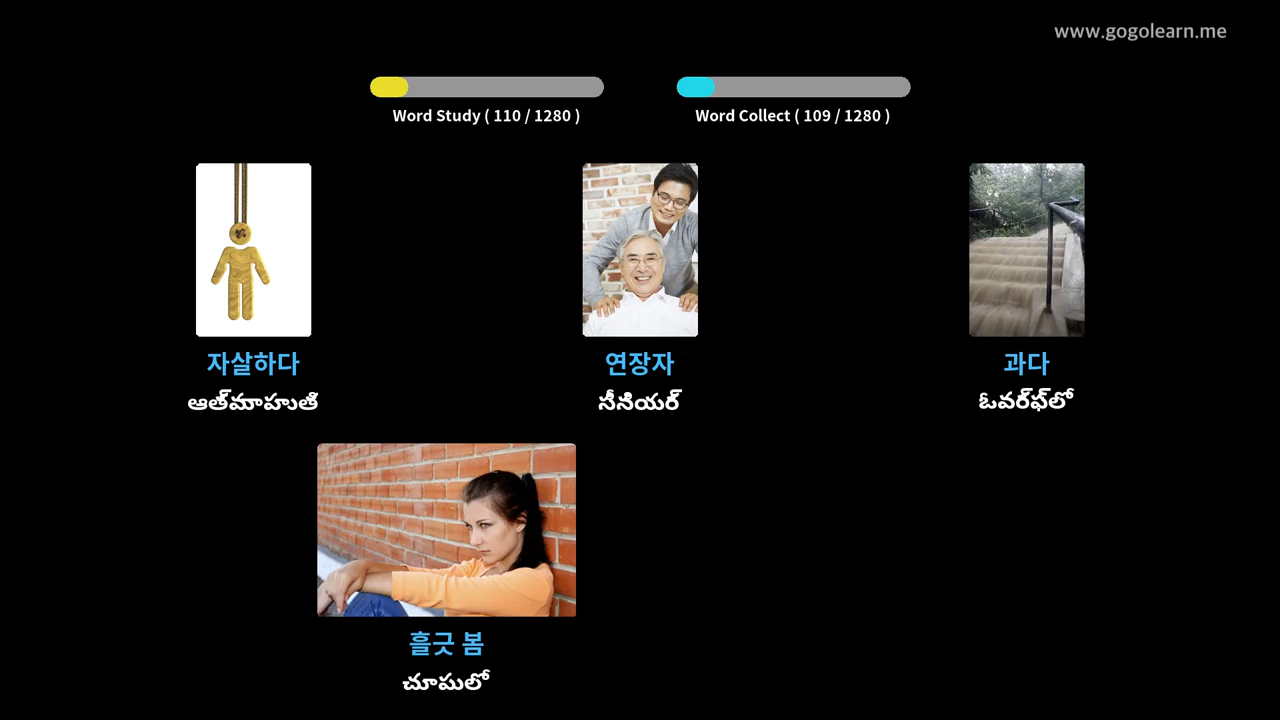 www.gogolearn.me
Word Study ( 110 / 1280 )
Word Collect ( 109 / 1280 )
자살하다
ఆత్‌మాహుతి
연장자
సీనియర్
과다
ఓవర్‌ఫ్‌లో
흘긋 봄
చూపులో